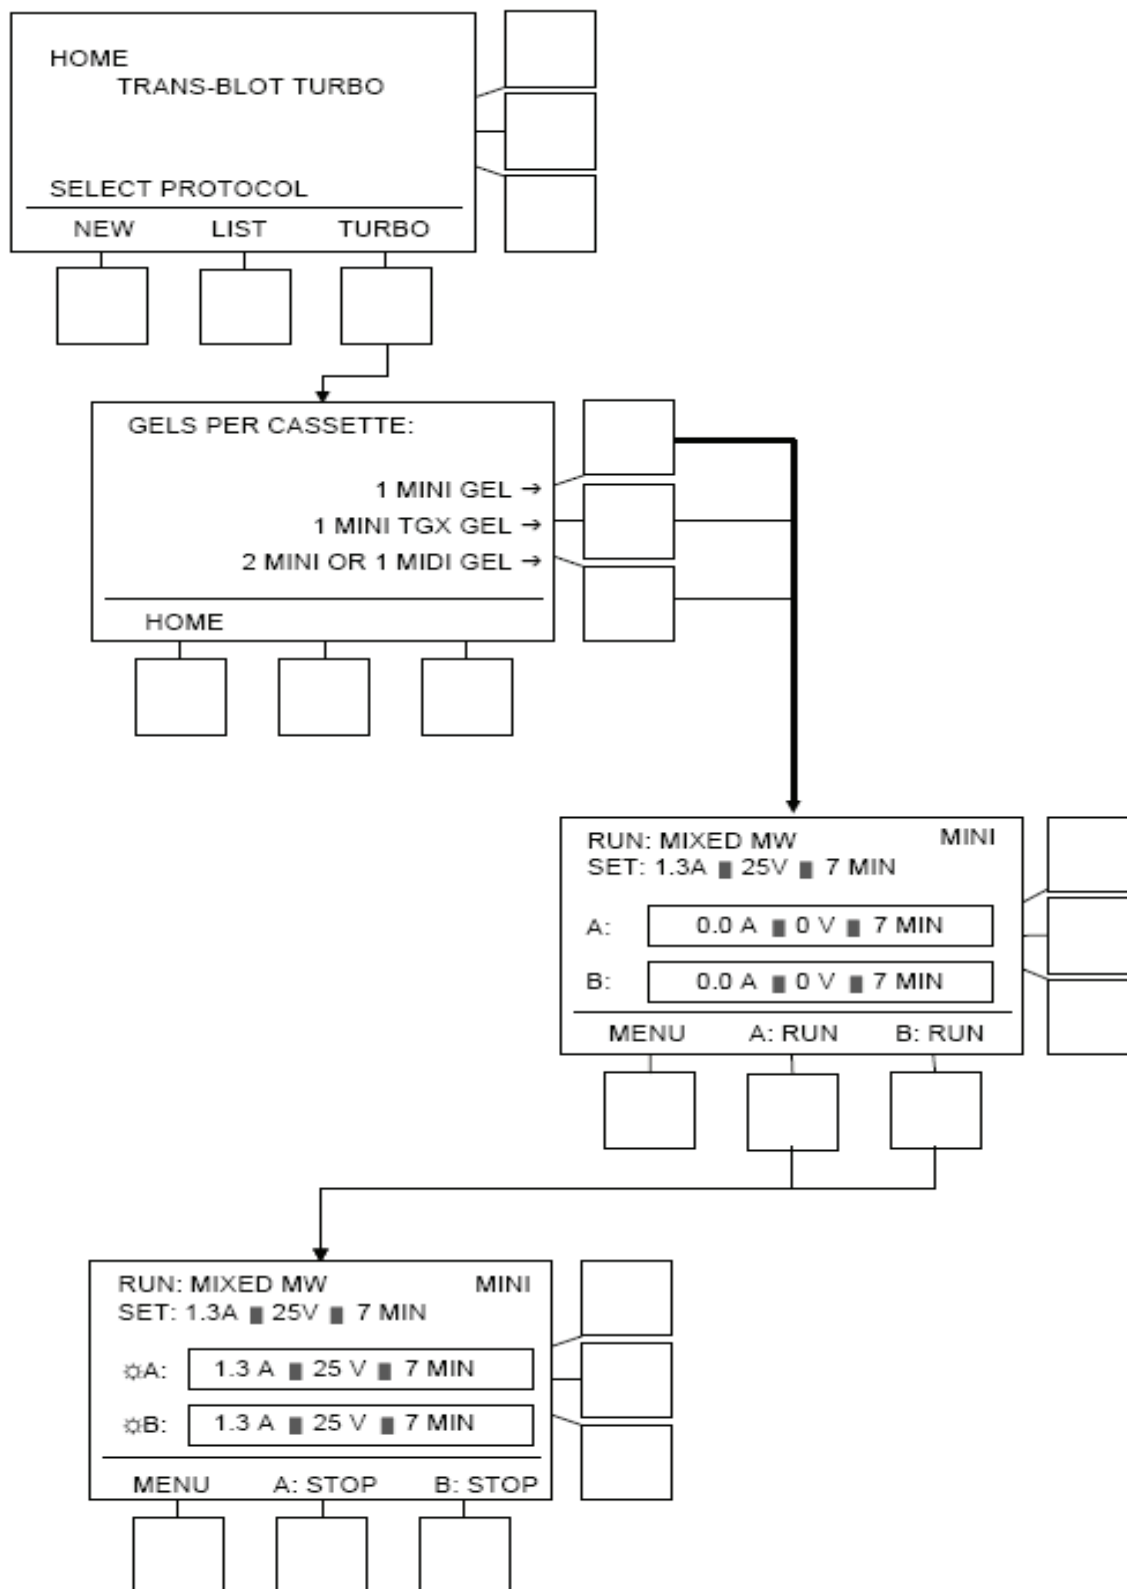 HOME
TRANS-BLOT TURBO
SELECT PROTOCOL
NEW LIST TURBO
GELS PER CASSETTE:
1 MINI GEL →
1 MINI TGX GEL →
2 MINI OR 1 MIDI GEL →
HOME
RUN: MIXED MW MINI
SET: 1.3A ■ 25V ■ 7 MIN
A: 0.0 A ■ 0 V ■ 7 MIN
B: 0.0 A ■ 0 V ■ 7 MIN
MENU A: RUN B: RUN
RUN: MIXED MW MINI
SET: 1.3A ■ 25V ■ 7 MIN
☼A: 1.3 A ■ 25 V ■ 7 MIN
☼B: 1.3 A ■ 25 V ■ 7 MIN
MENU A: STOP B: STOP